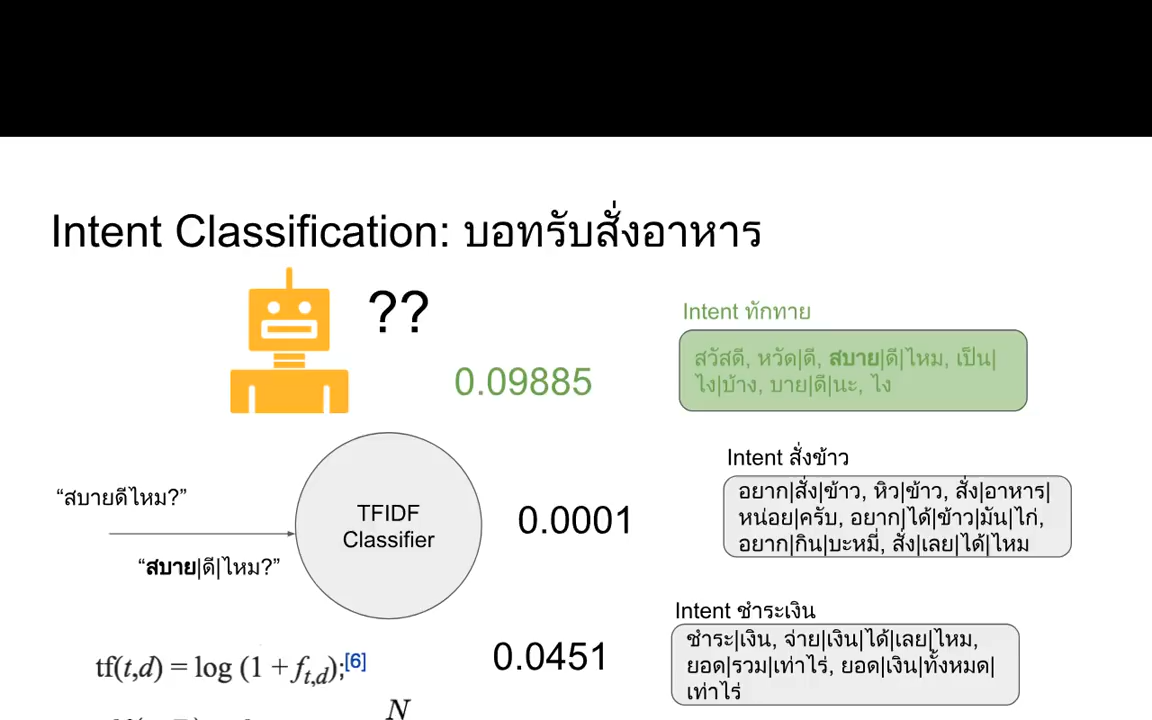 Intent Classification: บอทรับสั่งอาหาร
??
0.09885
Intent ทักทาย
สวัสดี, หวัด|ดี, สบาย|ดี|ไหม, เป็น|
ไง|บ้าง, บาย|ดี|นะ, ไง
Intent สั่งข้าว
อยาก|สั่ง|ข้าว, หิว|ข้าว, สั่ง|อาหาร|
หน่อย|ครับ, อยาก|ได้|ข้าว|มัน|ไก่,
อยาก|กิน|บะหมี่, สั่ง|เลย|ได้|ไหม
“สบายดีไหม?”
“สบาย|ดี|ไหม?”
TFIDF
Classifier
0.0001
Intent ชำระเงิน
ชำระ|เงิน, จ่าย|เงิน|ได้|เลย|ไหม,
ยอด|รวม|เท่าไร่, ยอด|เงิน|ทั้งหมด|
เท่าไร่
0.0451
tf(t,d) = log (1 + f_{t,d});[6]
N